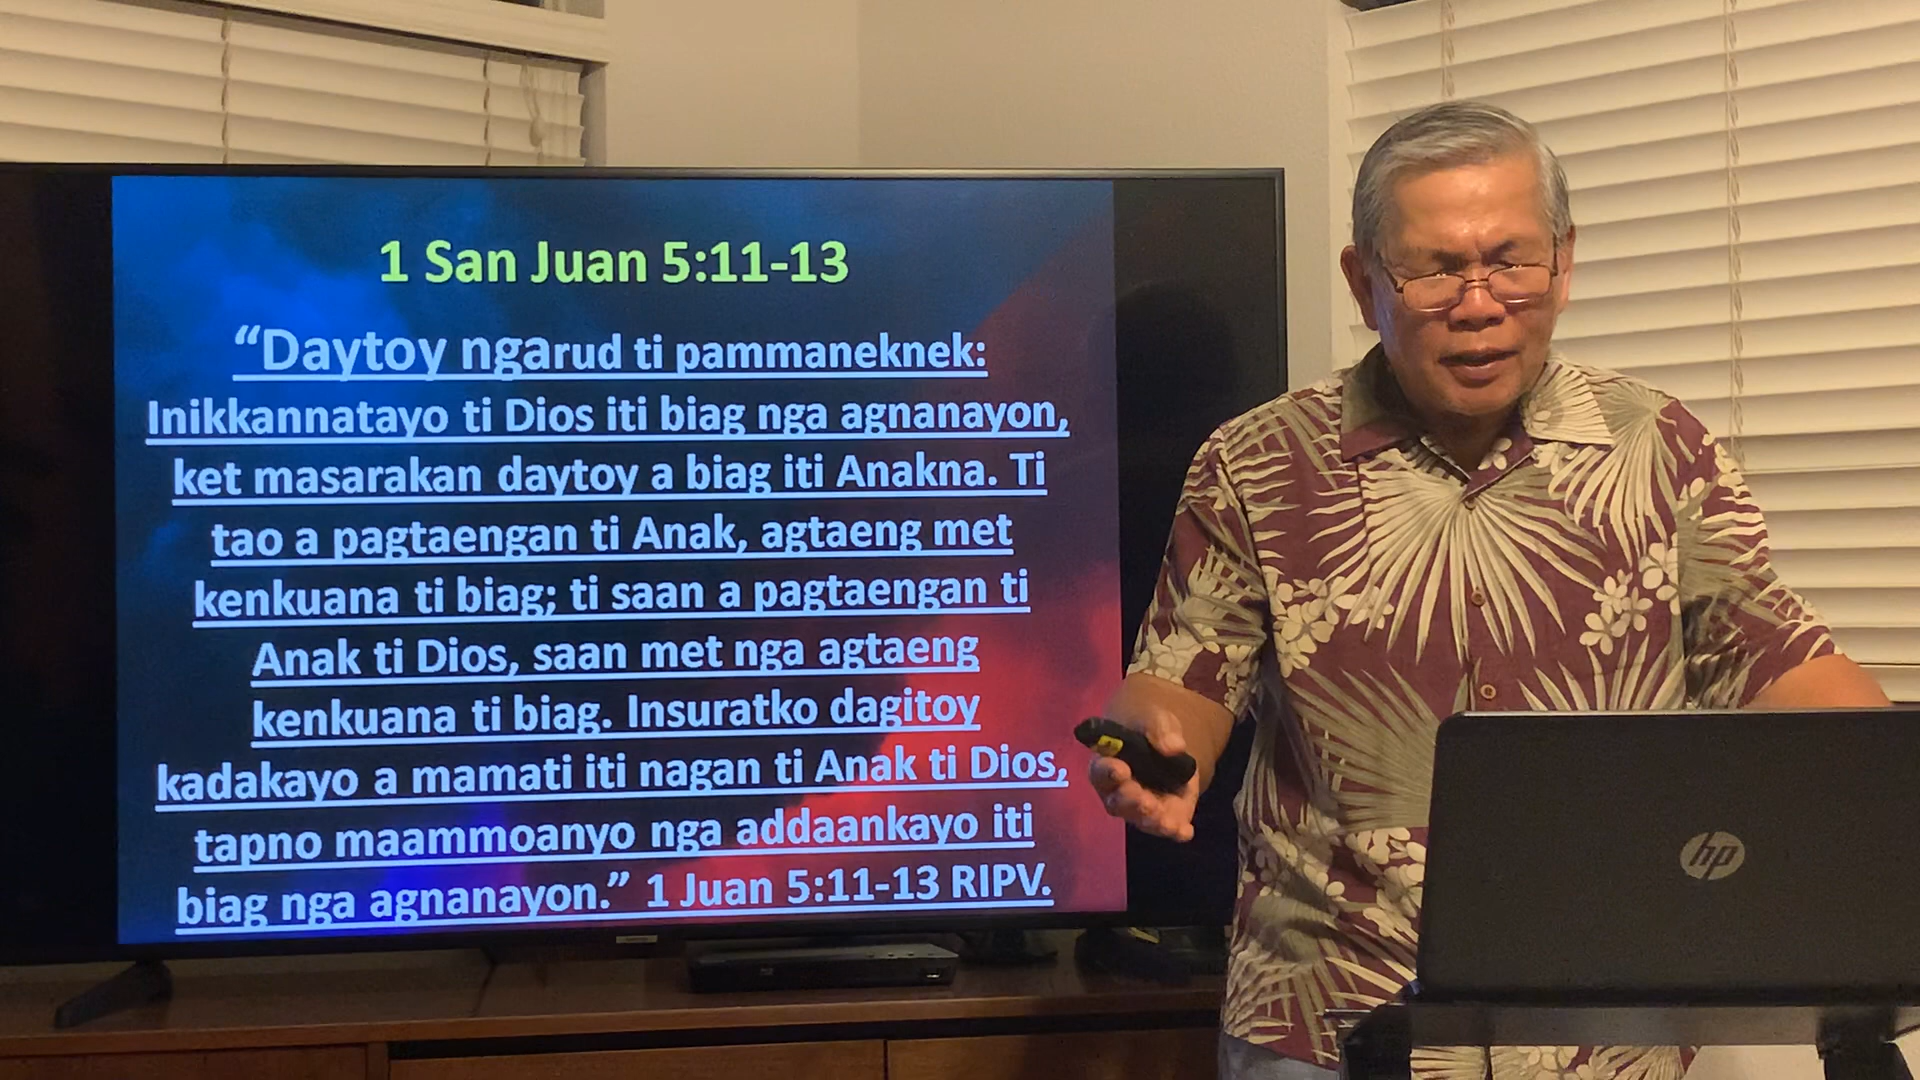 1 San Juan 5:11-13
“Daytoy ngarud ti pammaneknek:
Inikkannatayo ti Dios iti biag nga agnanayon,
ket masarakan daytoy a biag iti Anakna. Ti
tao a pagtaengan ti Anak, agtaeng met
kenkuana ti biag; ti saan a pagtaengan ti
Anak ti Dios, saan met nga agtaeng
kenkuana ti biag. Insuratko dagitoy
kadakayo a mamati iti nagan ti Anak ti Dios,
tapno maammoanyo nga addaankayo iti
biag nga agnanayon.” 1 Juan 5:11-13 RIPV.
hp